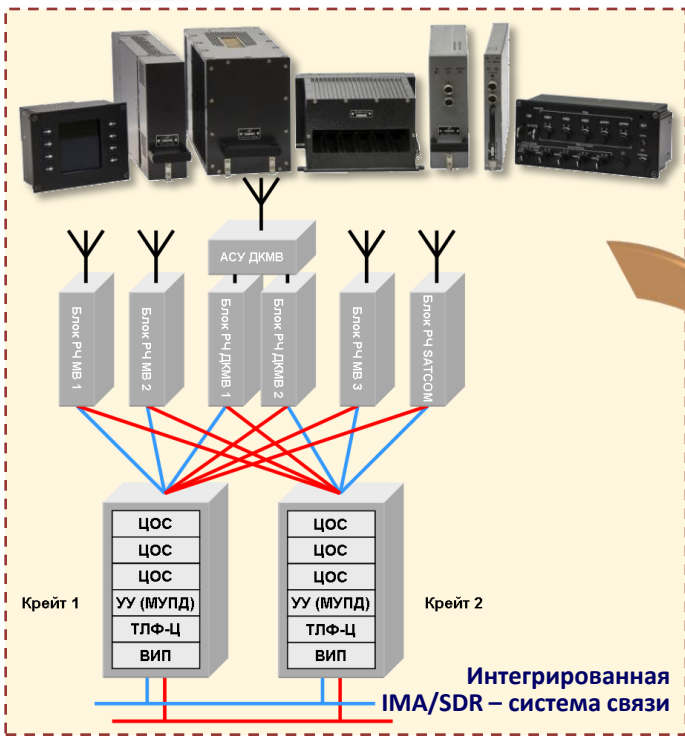 АСУ ДКМВ
Блок РЧ МВ 1
Блок РЧ МВ 2
Блок РЧ ДКМВ 1
Блок РЧ ДКМВ 2
Блок РЧ МВ 3
Блок РЧ SATCOM
Крейт 1
ЦОС
ЦОС
ЦОС
УУ (МУПД)
ТЛФ-Ц
ВИП
ЦОС
ЦОС
ЦОС
УУ (МУПД)
ТЛФ-Ц
ВИП
Крейт 2
Интегрированная
IMA/SDR – система связи